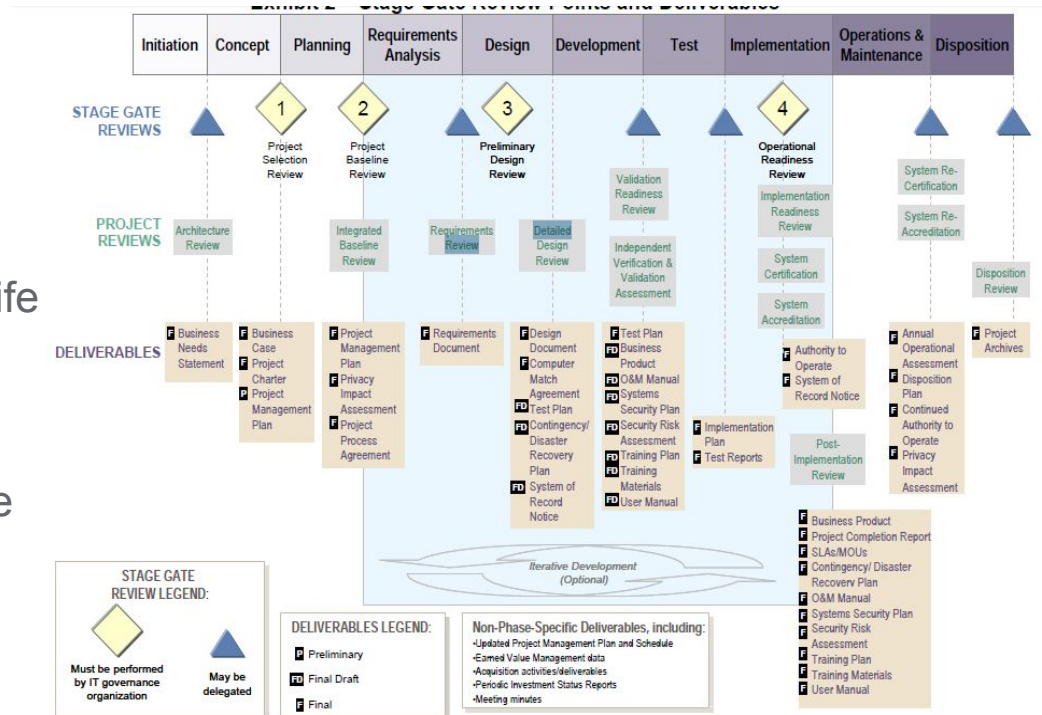 Exhibit 2 – Stage Gate Review Points and Deliverables
Initiation
Concept
Planning
Requirements
Analysis
Design
Development
Test
Implementation
Operations &
Maintenance
Disposition
STAGE GATE
REVIEWS
1
Project
Selection
Review
2
Project
Baseline
Review
3
Preliminary
Design
Review
4
Operational
Readiness
Review
PROJECT
REVIEWS
Architecture
Review
Integrated
Baseline
Review
Requirements
Review
Detailed
Design
Review
Validation
Readiness
Review
Independent
Verification &
Validation
Assessment
Implementation
Readiness
Review
System
Certification
System
Accreditation
System Re-
Certification
System Re-
Accreditation
Disposition
Review
ife
e
DELIVERABLES
F Business
Needs
Statement
F Business
Case
F Project
Charter
P Project
Management
Plan
F Project
Management
Plan
F Privacy
Impact
Assessment
F Project
Process
Agreement
F Requirements
Document
F Design
Document
F Computer
Match
Agreement
FD Test Plan
FD Contingency/
Disaster
Recovery
Plan
FD System of
Record
Notice
F Test Plan
FD Business
Product
FD O&M Manual
FD Systems
Security Plan
FD Security Risk
Assessment
FD Training Plan
FD Training
Materials
FD User Manual
F Implementation
Plan
F Test Reports
F Authority to
Operate
F System of
Record Notice
Post-
Implementation
Review
F Business Product
F Project Completion Report
F SLAs/MOUs
F Contingency/ Disaster
Recovery Plan
F O&M Manual
F Systems Security Plan
F Security Risk
Assessment
F Training Plan
F Training Materials
F User Manual
F Annual
Operational
Assessment
F Disposition
Plan
F Continued
Authority to
Operate
F Privacy
Impact
Assessment
F Project
Archives
Iterative Development
(Optional)
STAGE GATE
REVIEW LEGEND:
Must be performed
by IT governance
organization
May be
delegated
DELIVERABLES LEGEND:
P Preliminary
FD Final Draft
F Final
Non-Phase-Specific Deliverables, including:
•Updated Project Management Plan and Schedule
•Earned Value Management data
•Acquisition activities/deliverables
•Periodic Investment Status Reports
•Meeting minutes